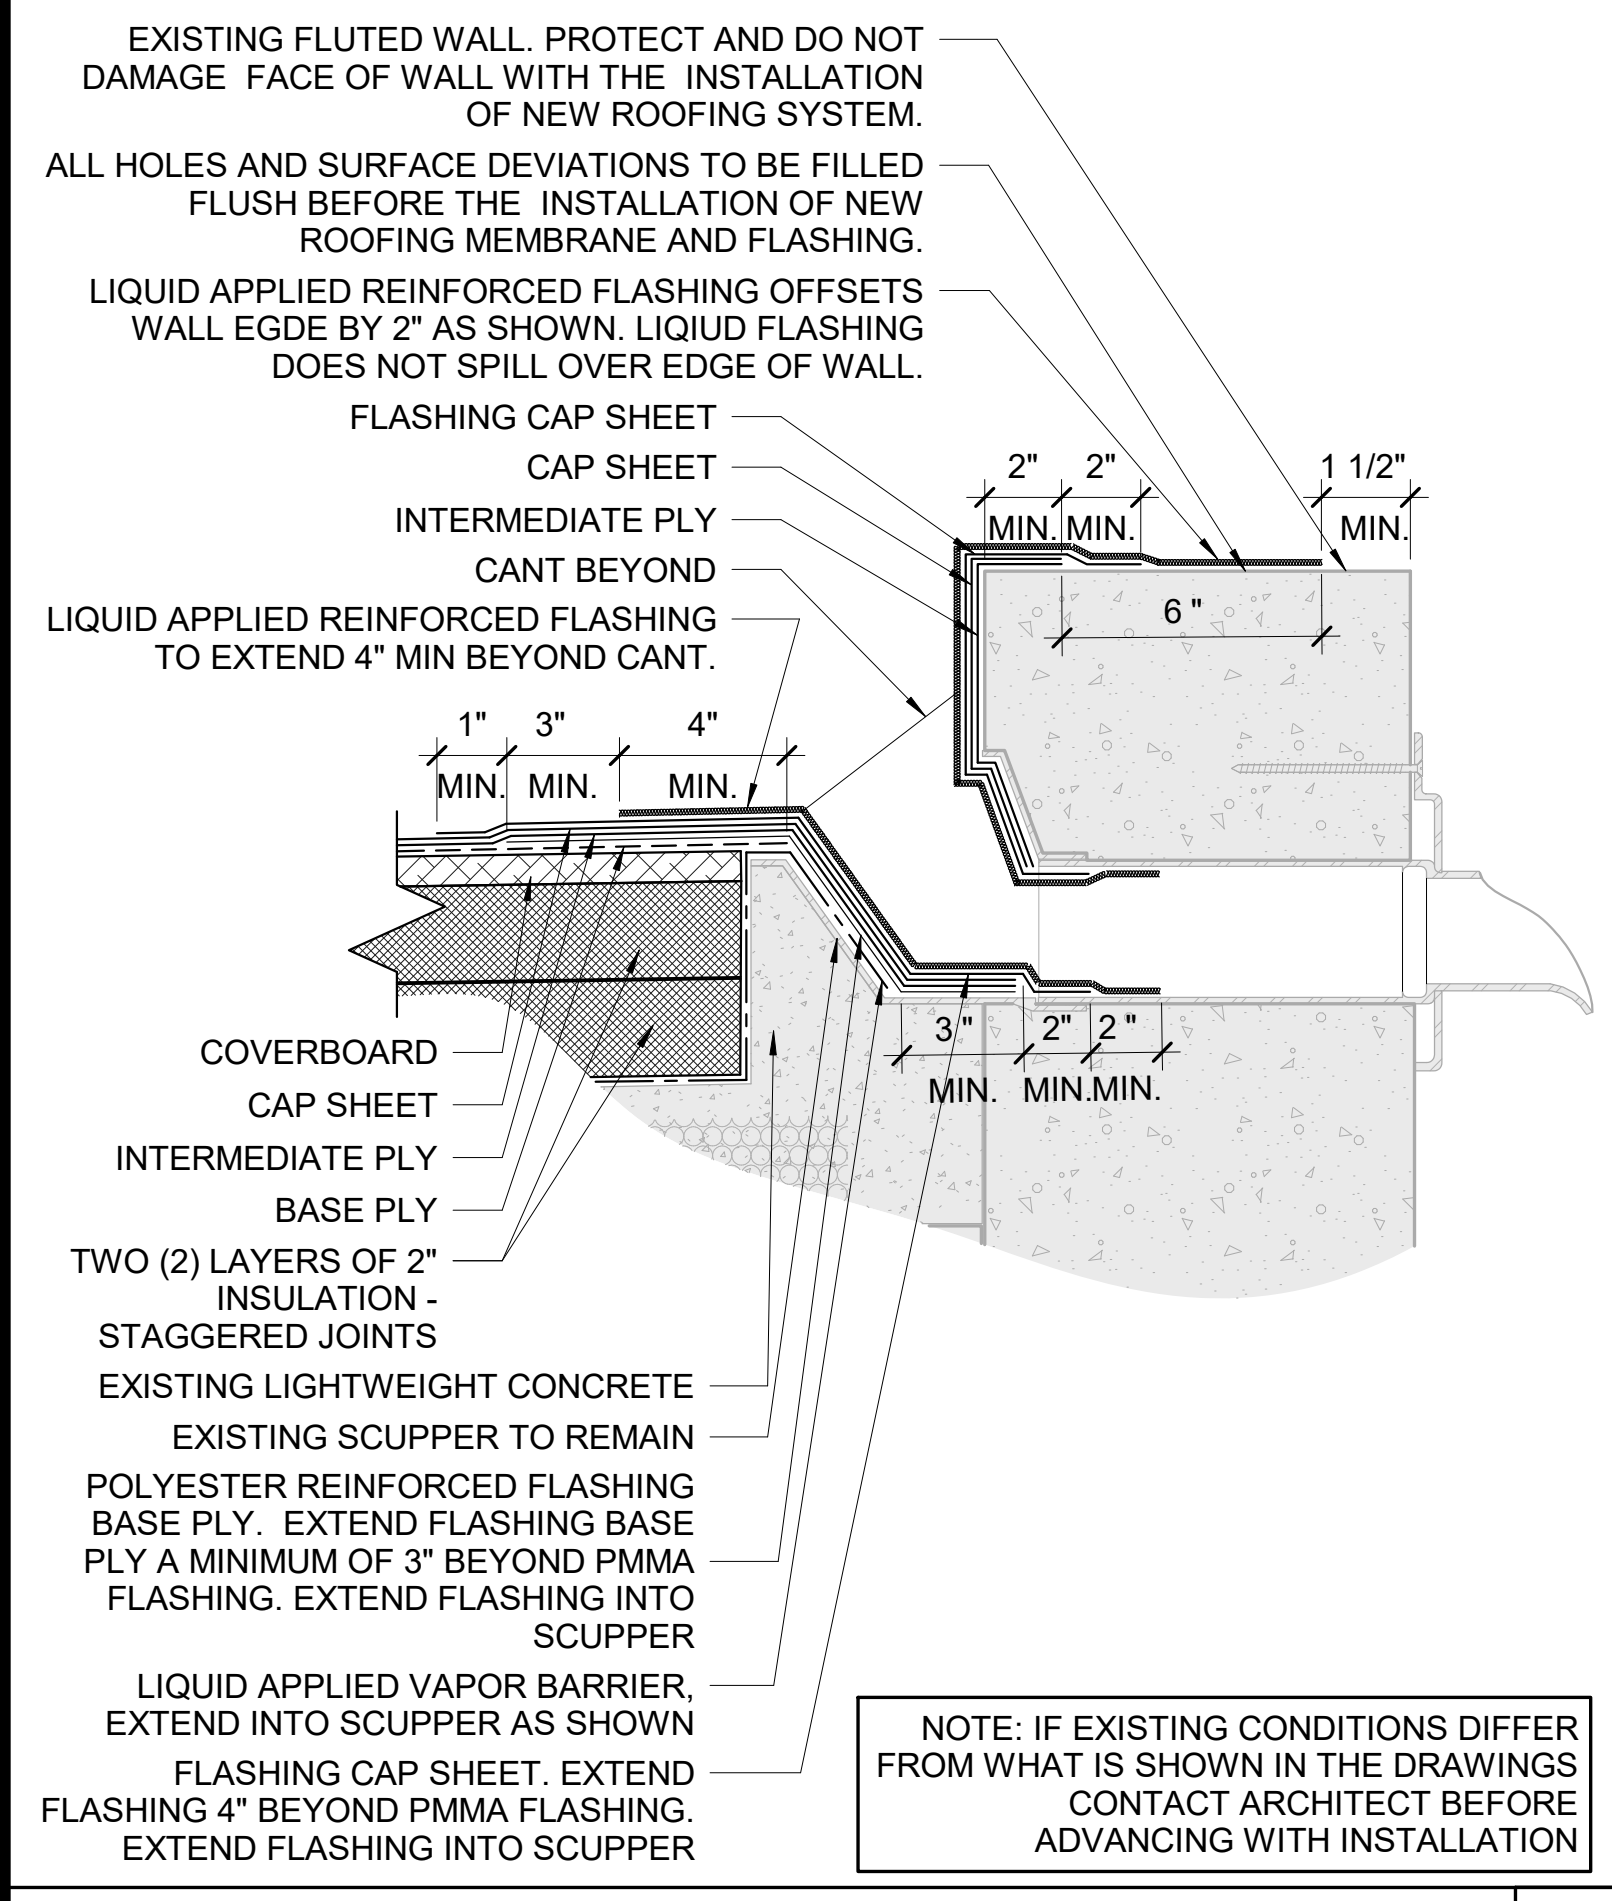 EXISTING FLUTED WALL. PROTECT AND DO NOT
DAMAGE FACE OF WALL WITH THE INSTALLATION
OF NEW ROOFING SYSTEM.
ALL HOLES AND SURFACE DEVIATIONS TO BE FILLED
FLUSH BEFORE THE INSTALLATION OF NEW
ROOFING MEMBRANE AND FLASHING.
LIQUID APPLIED REINFORCED FLASHING OFFSETS
WALL EGDE BY 2" AS SHOWN. LIQIUD FLASHING
DOES NOT SPILL OVER EDGE OF WALL.
FLASHING CAP SHEET
CAP SHEET
INTERMEDIATE PLY
CANT BEYOND
LIQUID APPLIED REINFORCED FLASHING
TO EXTEND 4" MIN BEYOND CANT.
2" 2" 1 1/2"
MIN. MIN. MIN.
6 "
1" 3" 4"
MIN. MIN. MIN.
3 " 2" 2 "
MIN. MIN. MIN.
COVERBOARD
CAP SHEET
INTERMEDIATE PLY
BASE PLY
TWO (2) LAYERS OF 2"
INSULATION -
STAGGERED JOINTS
EXISTING LIGHTWEIGHT CONCRETE
EXISTING SCUPPER TO REMAIN
POLYESTER REINFORCED FLASHING
BASE PLY. EXTEND FLASHING BASE
PLY A MINIMUM OF 3" BEYOND PMMA
FLASHING. EXTEND FLASHING INTO
SCUPPER
LIQUID APPLIED VAPOR BARRIER,
EXTEND INTO SCUPPER AS SHOWN
FLASHING CAP SHEET. EXTEND
FLASHING 4" BEYOND PMMA FLASHING.
EXTEND FLASHING INTO SCUPPER
NOTE: IF EXISTING CONDITIONS DIFFER
FROM WHAT IS SHOWN IN THE DRAWINGS
CONTACT ARCHITECT BEFORE
ADVANCING WITH INSTALLATION